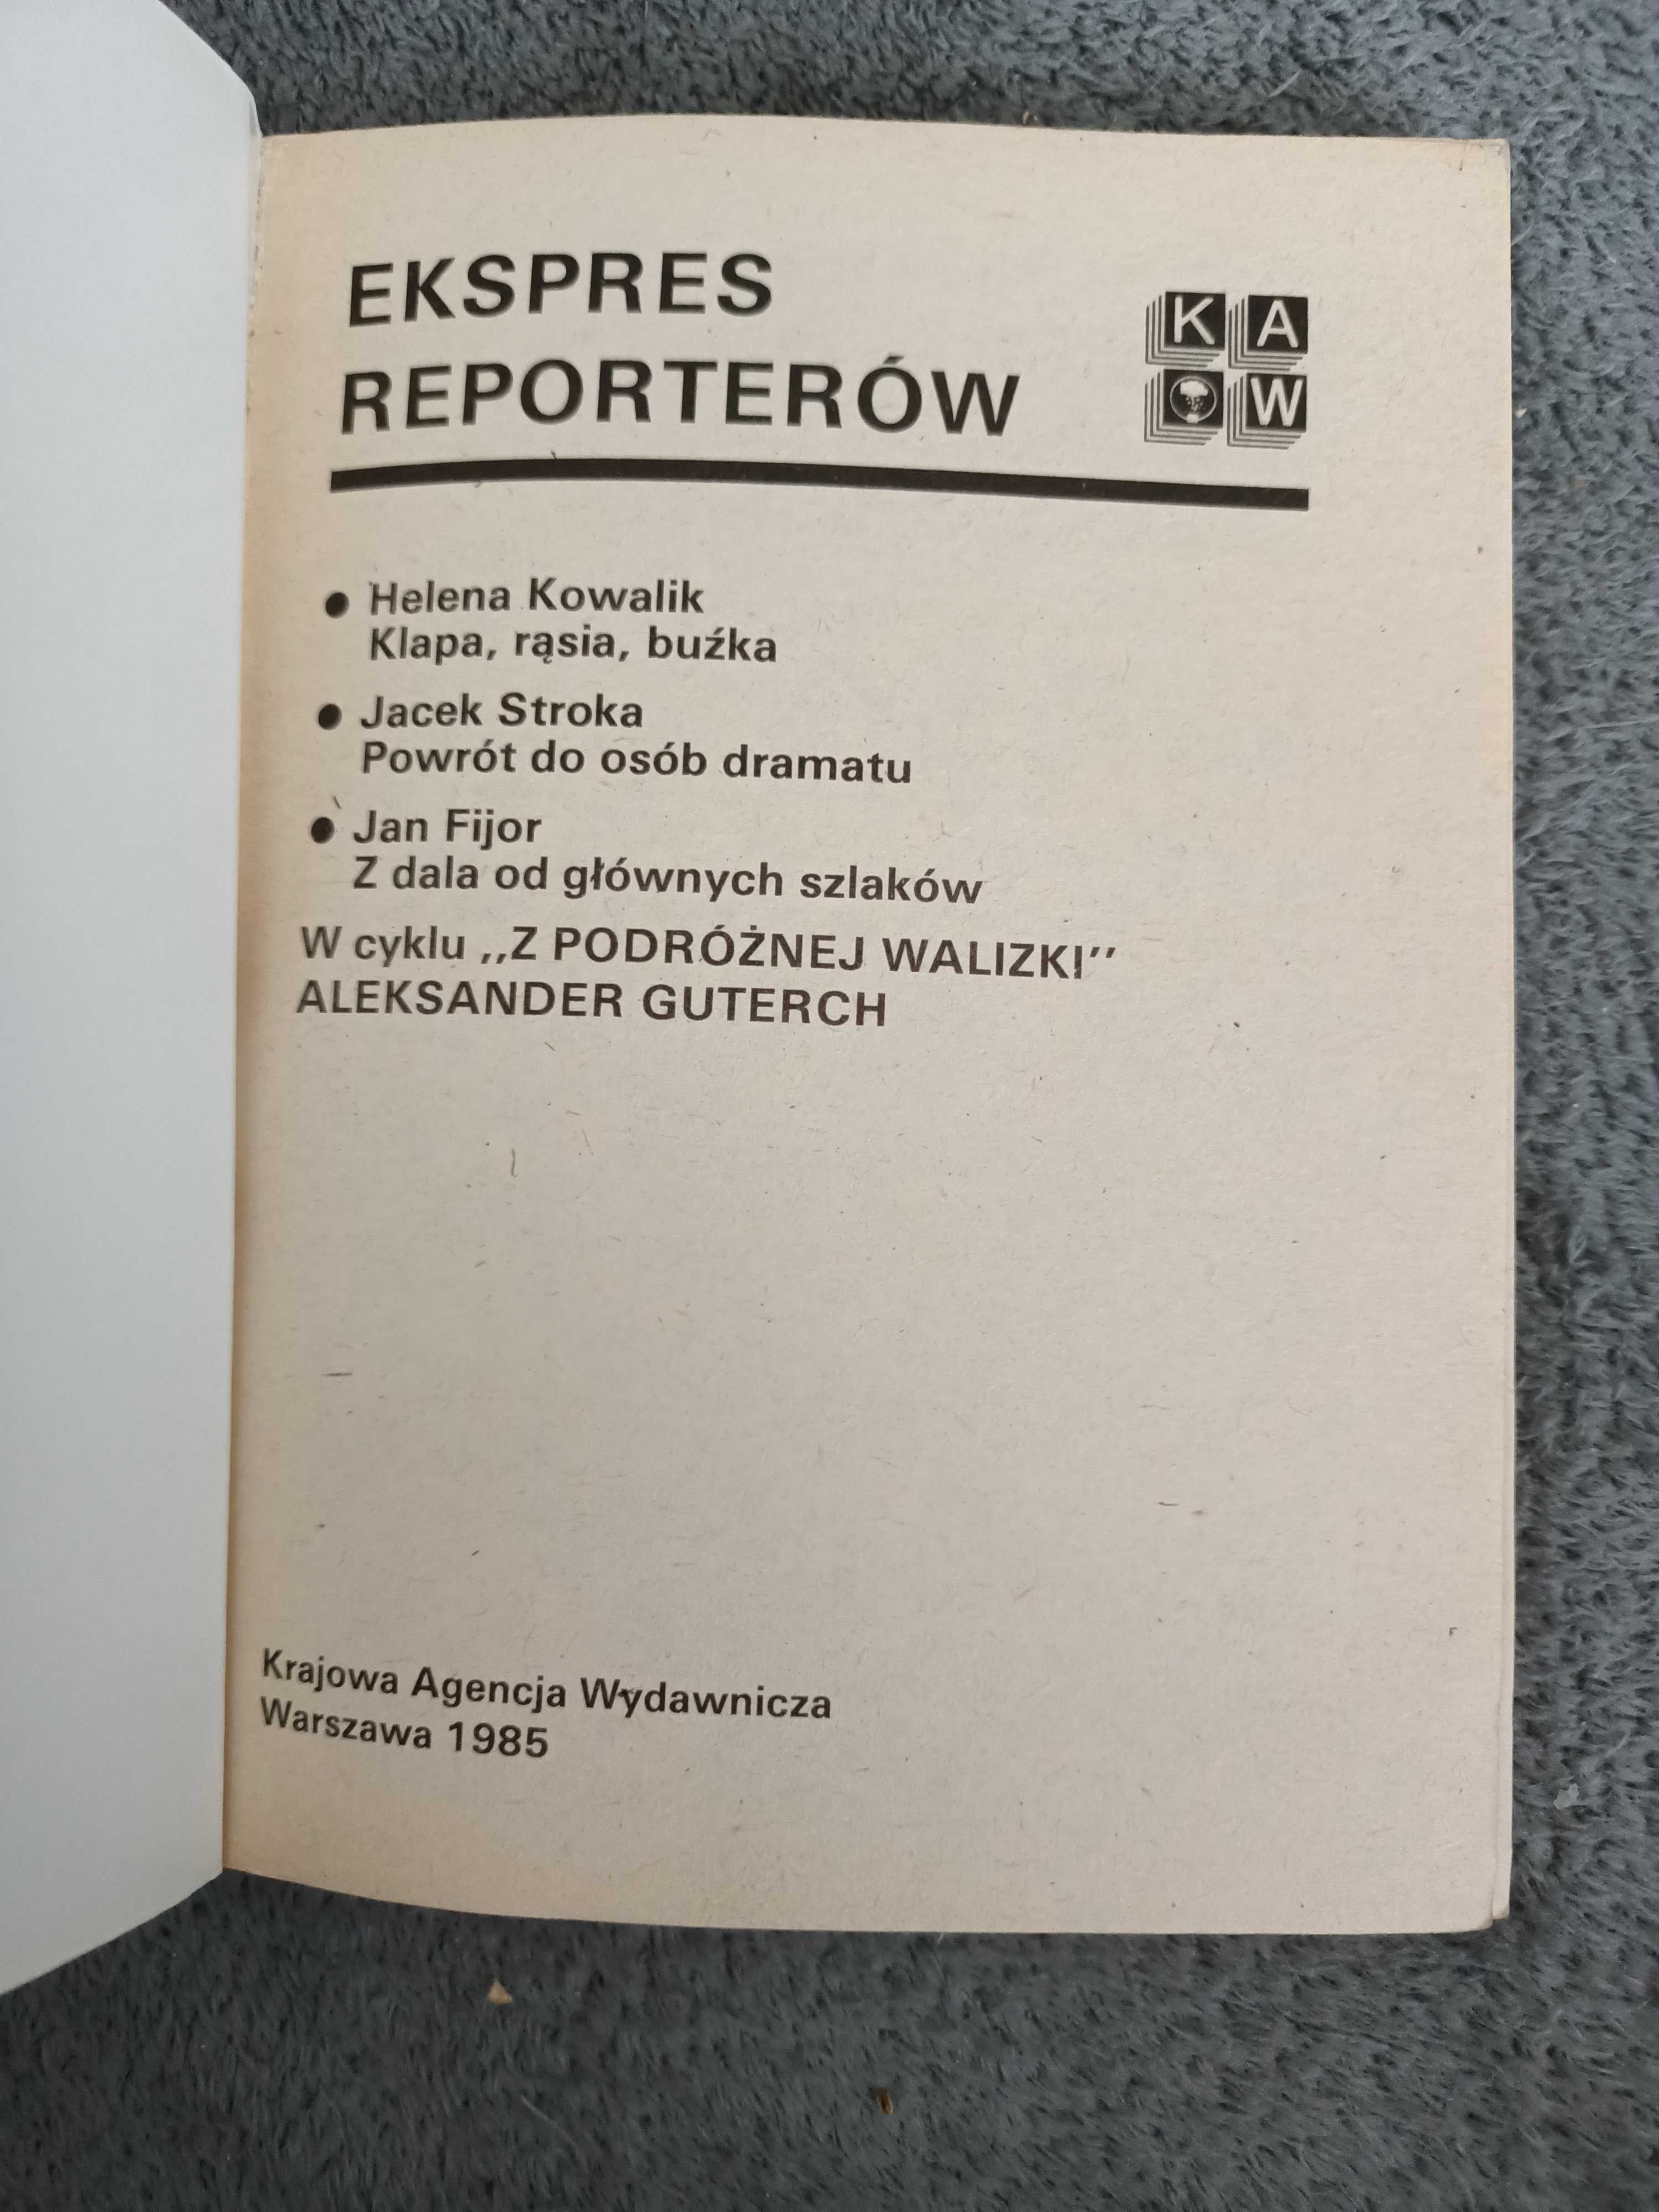 EKSPRES
REPORTERÓW
K A
W
Helena Kowalik
Klapa, rąsia, buźka
Jacek Stroka
Powrót do osób dramatu
Jan Fijor
Z dala od głównych szlaków
W cyklu ,,Z PODRÓŻNEJ WALIZKI''
ALEKSANDER GUTERCH
Krajowa Agencja Wydawnicza
Warszawa 1985